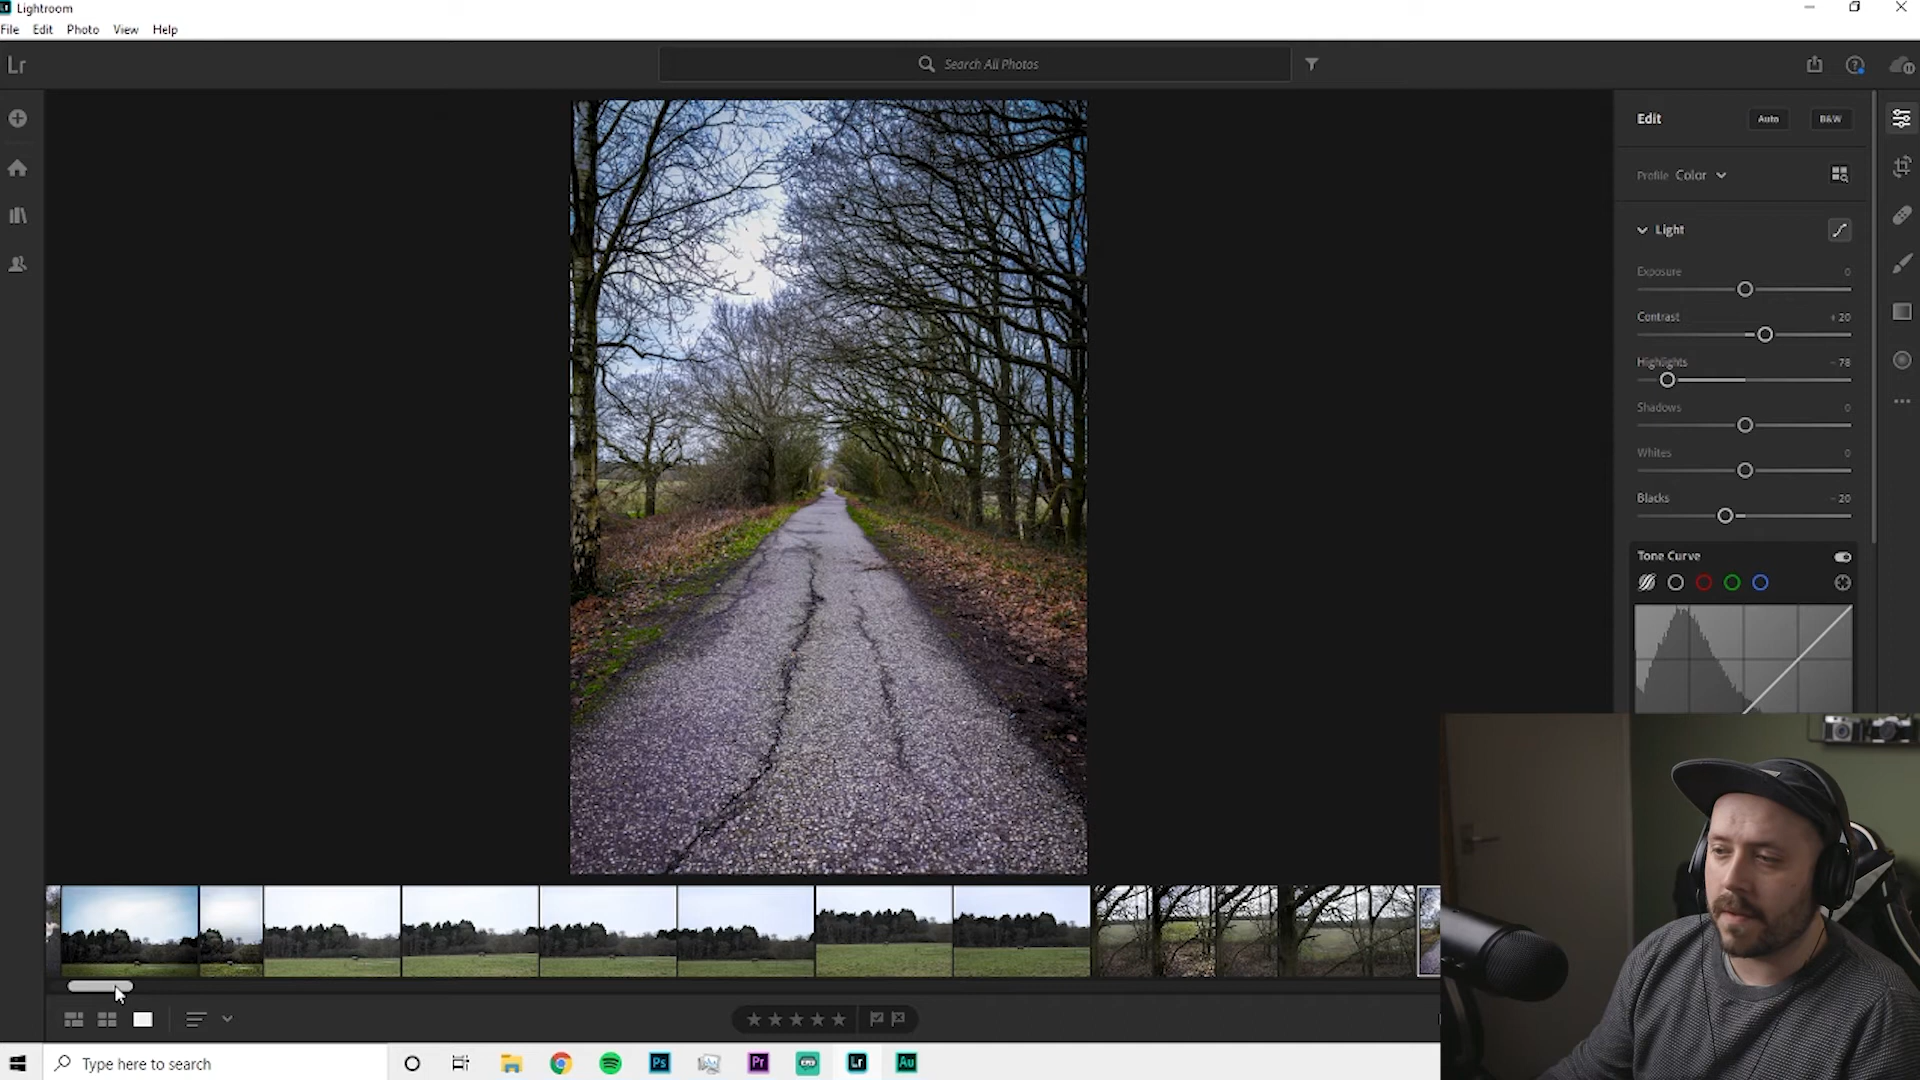 Lr Lightroom
File Edit Photo View Help
Lr
Search All Photos
?
Edit Auto B&W
Profile Color
Light
Exposure 0
Contrast + 20
Highlights - 78
Shadows 0
Whites 0
Blacks - 20
Tone Curve
Type here to search
Ps Pr Lr Au